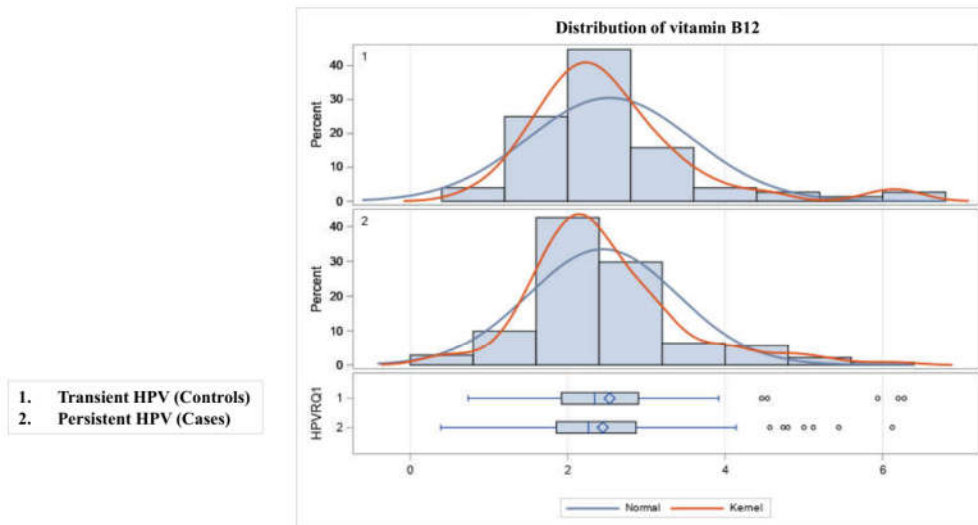 Distribution of vitamin B12
1
40
30
20
10
0
Percent
2
40
30
20
10
0
Percent
1
2
HPVRQ1
0 2 4 6
Normal Kernel
1. Transient HPV (Controls)
2. Persistent HPV (Cases)